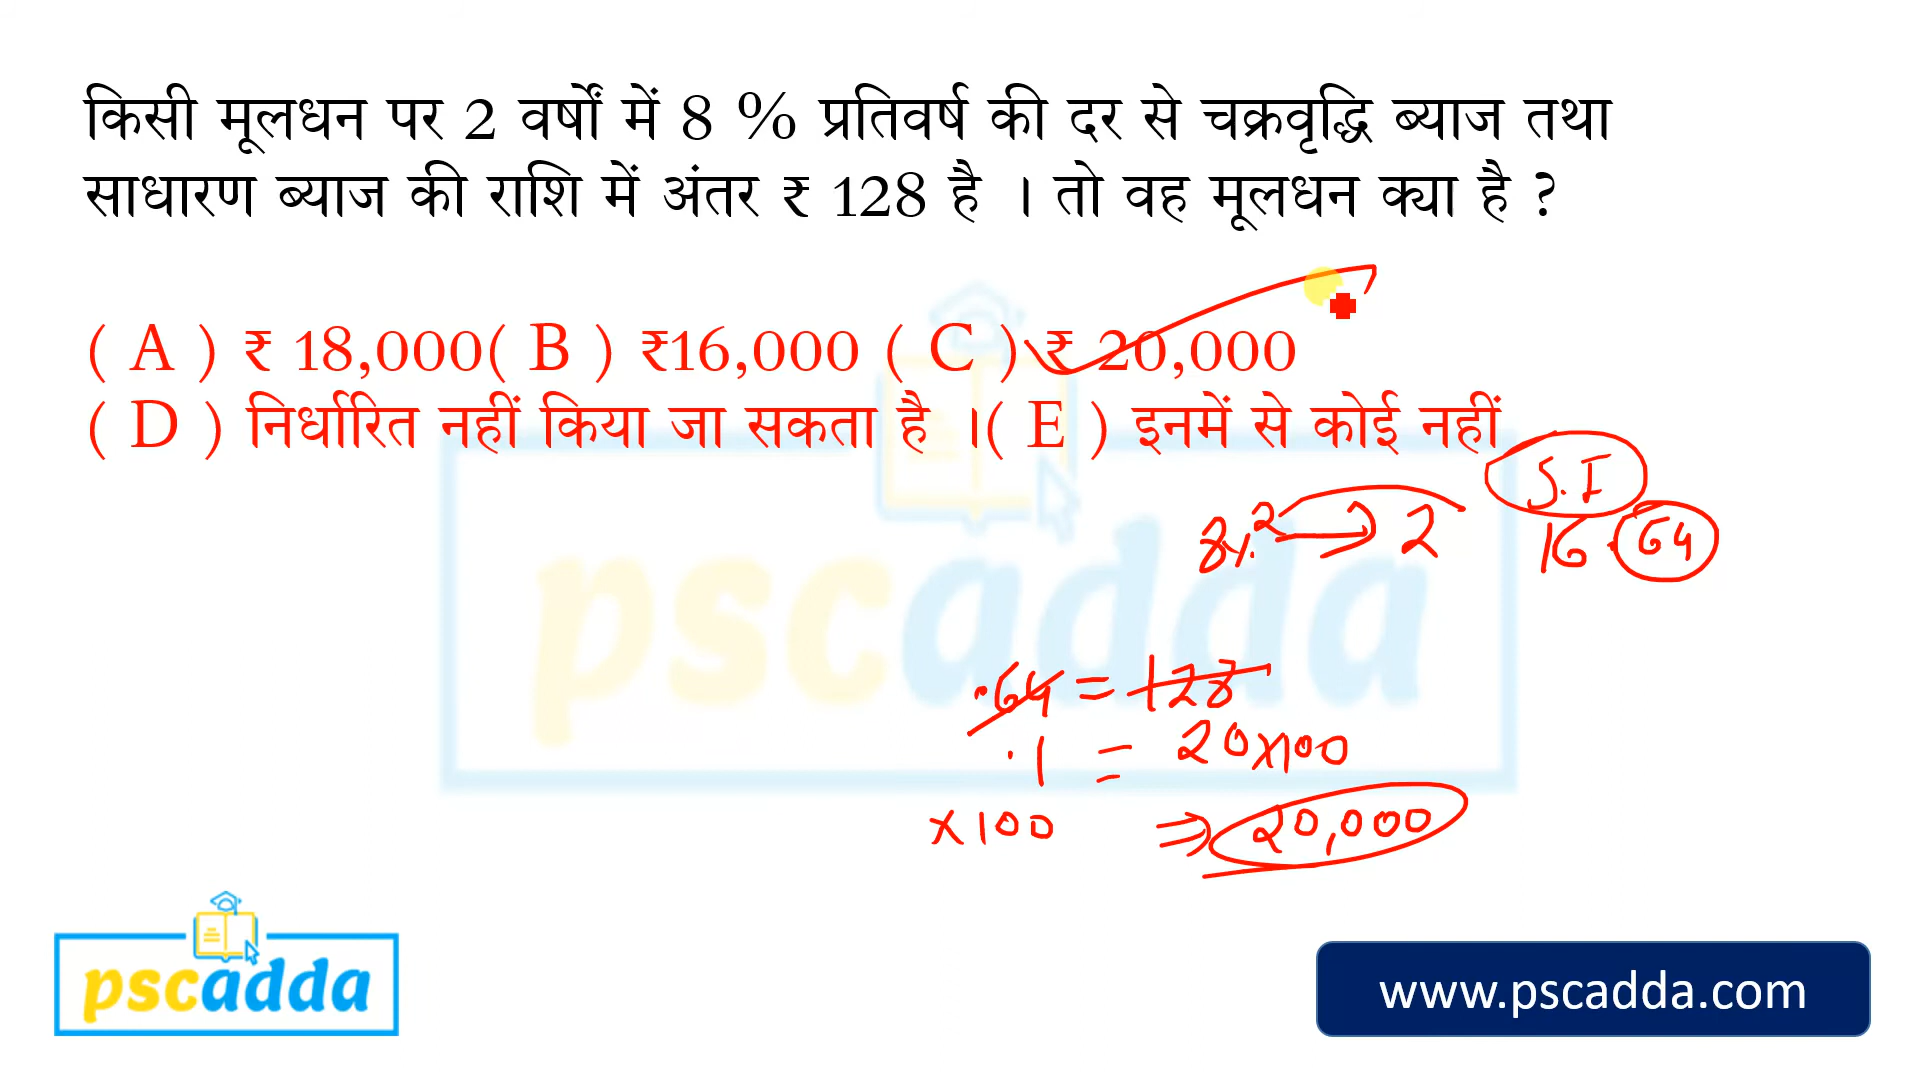 किसी मूलधन पर 2 वर्षों में 8 % प्रतिवर्ष की दर से चक्रवृद्धि ब्याज तथा
साधारण ब्याज की राशि में अंतर ₹ 128 है । तो वह मूलधन क्या है ?
( A ) ₹ 18,000( B ) ₹16,000 ( C ) ₹ 20,000
( D ) निर्धारित नहीं किया जा सकता है ।( E ) इनमें से कोई नहीं
S.I
8%² → 2 16.64
pscadda
.64 = 128
.1 = 20x100
x100 ⇒ 20,000
pscadda
www.pscadda.com